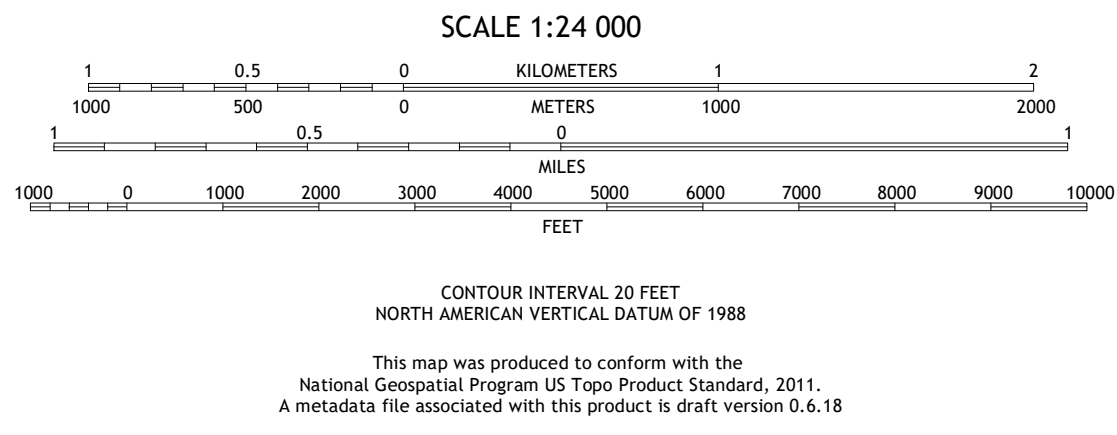 SCALE 1:24 000
1 0.5 0 KILOMETERS 1 2
1000 500 0 METERS 1000 2000
1 0.5 0 1
MILES
1000 0 1000 2000 3000 4000 5000 6000 7000 8000 9000 10000
FEET
CONTOUR INTERVAL 20 FEET
NORTH AMERICAN VERTICAL DATUM OF 1988
This map was produced to conform with the
National Geospatial Program US Topo Product Standard, 2011.
A metadata file associated with this product is draft version 0.6.18